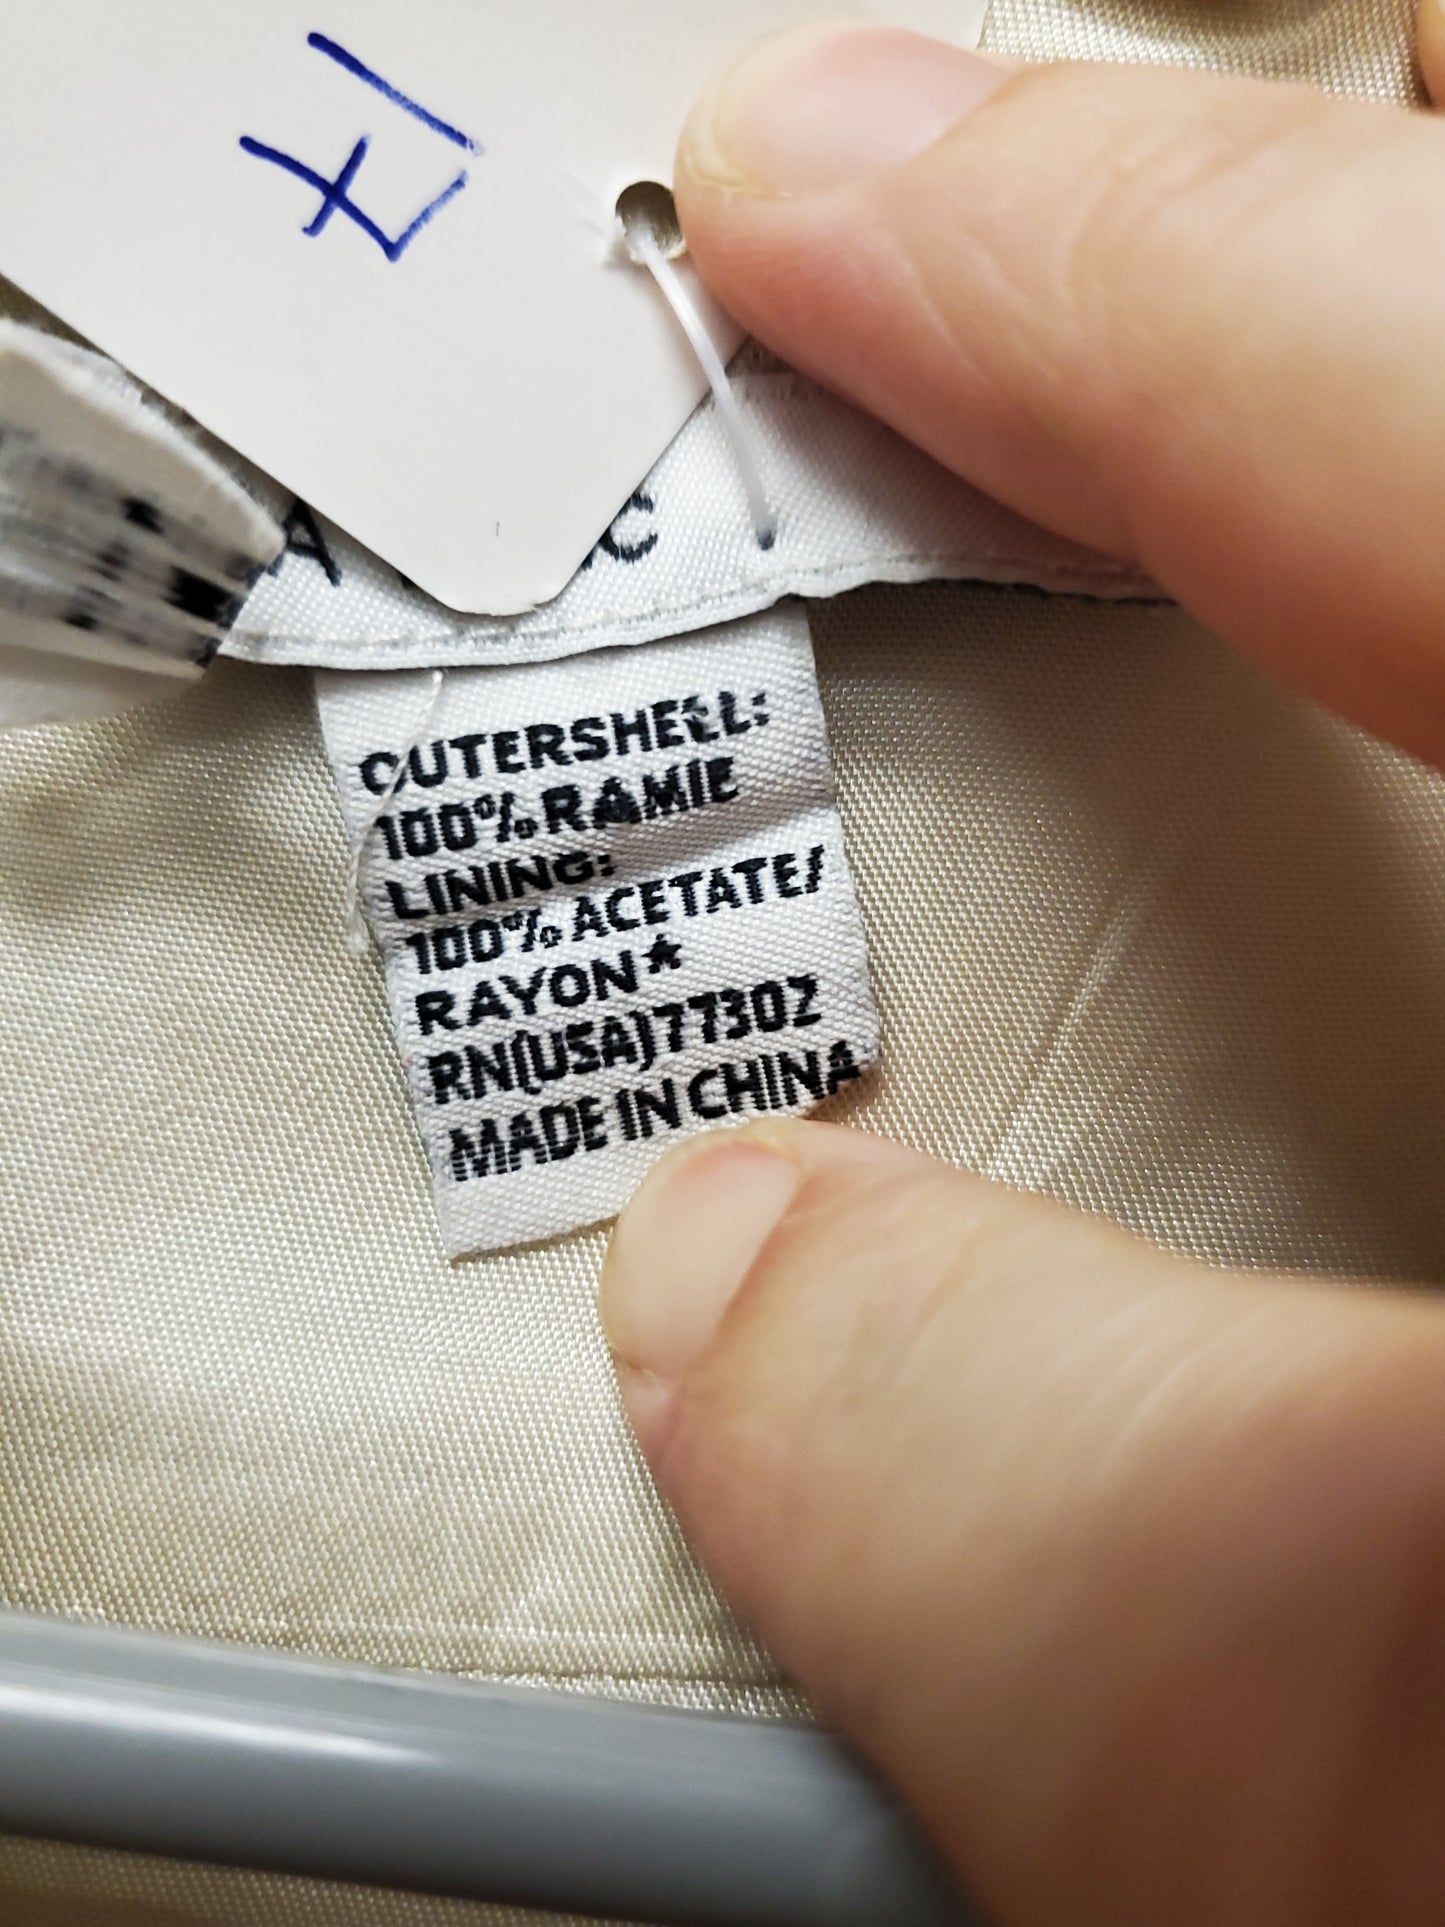 OUTERSHELL:
100% RAMIE
LINING:
100% ACETATE/
RAYON★
RN(USA)77302
MADE IN CHINA